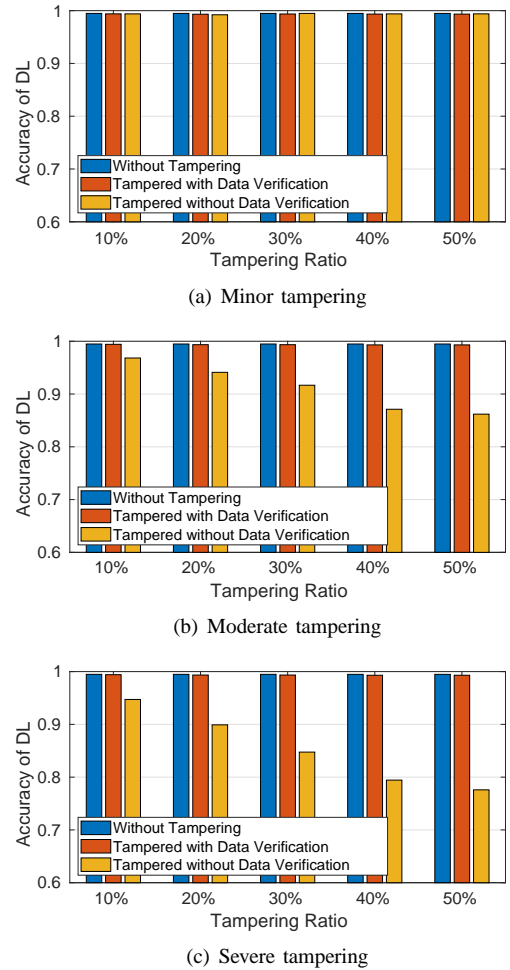 1
0.9
0.8
0.7
0.6
Accuracy of DL
Without Tampering
Tampered with Data Verification
Tampered without Data Verification
10% 20% 30% 40% 50%
Tampering Ratio
(a) Minor tampering
1
0.9
0.8
0.7
0.6
Accuracy of DL
Without Tampering
Tampered with Data Verification
Tampered without Data Verification
10% 20% 30% 40% 50%
Tampering Ratio
(b) Moderate tampering
1
0.9
0.8
0.7
0.6
Accuracy of DL
Without Tampering
Tampered with Data Verification
Tampered without Data Verification
10% 20% 30% 40% 50%
Tampering Ratio
(c) Severe tampering